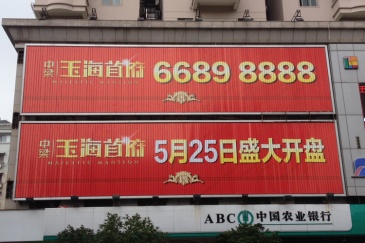 中梁 玉海首府 6689 8888
MAJESTIC MANSION
中梁 玉海首府 5月25日盛大开盘
MAJESTIC MANSION
ABC 中国农业银行